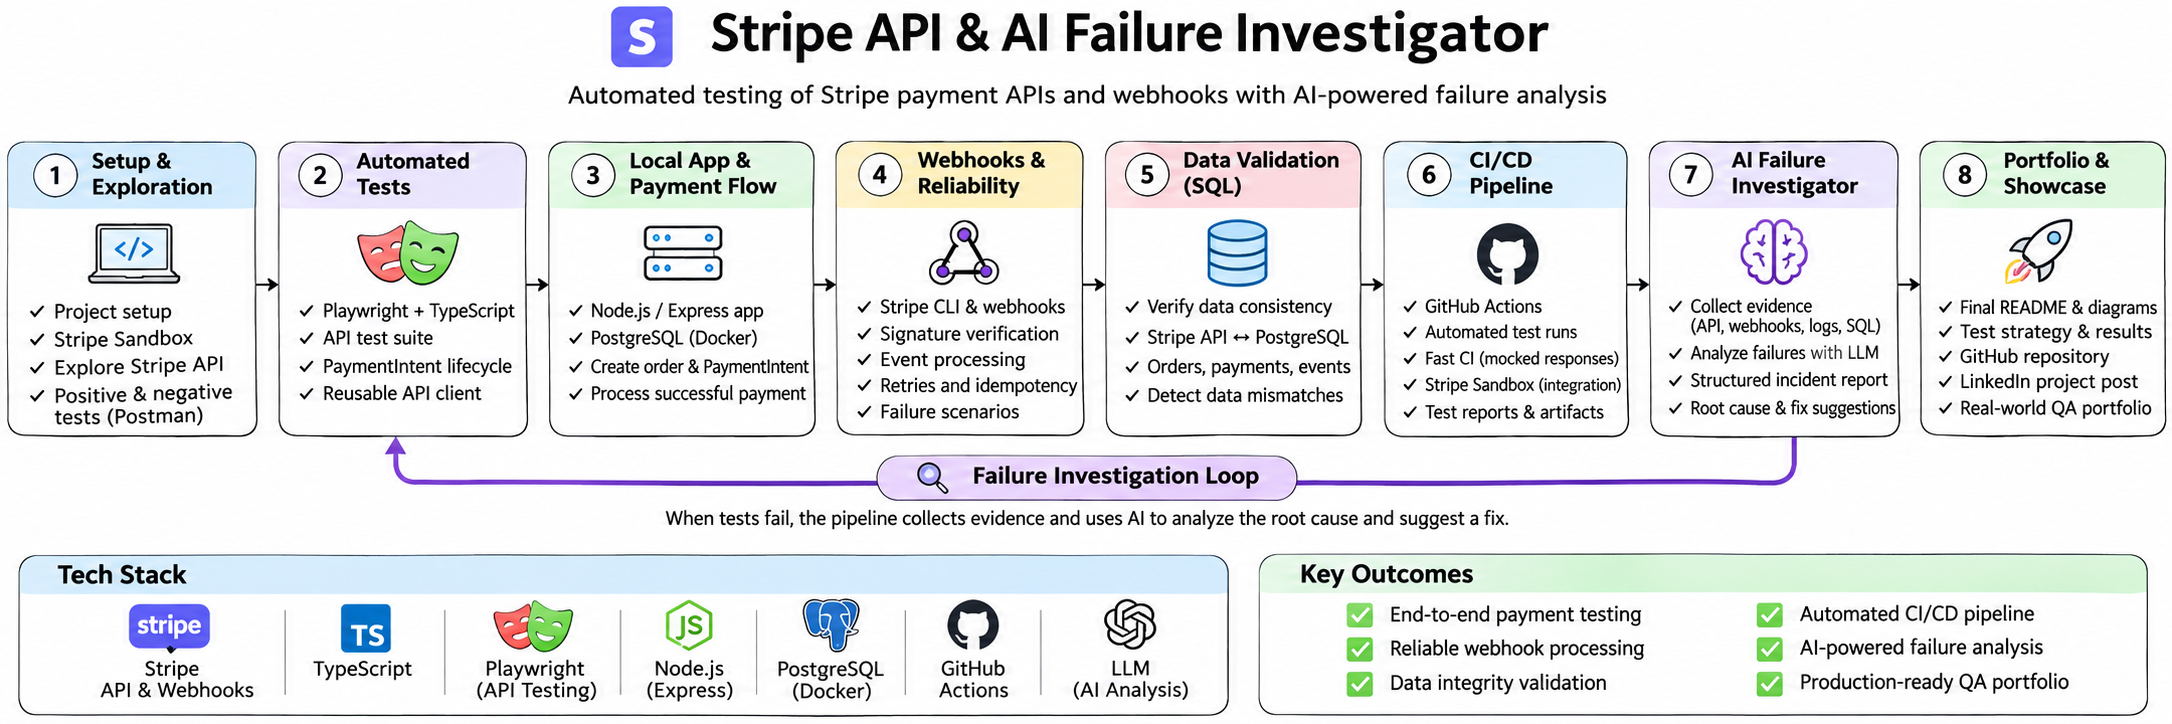 S Stripe API & AI Failure Investigator
Automated testing of Stripe payment APIs and webhooks with AI-powered failure analysis
1
Setup &
Exploration
</>
✓ Project setup
✓ Stripe Sandbox
✓ Explore Stripe API
✓ Positive & negative
tests (Postman)
2
Automated
Tests
✓ Playwright + TypeScript
✓ API test suite
✓ PaymentIntent lifecycle
✓ Reusable API client
3
Local App &
Payment Flow
✓ Node.js / Express app
✓ PostgreSQL (Docker)
✓ Create order & PaymentIntent
✓ Process successful payment
4
Webhooks &
Reliability
✓ Stripe CLI & webhooks
✓ Signature verification
✓ Event processing
✓ Retries and idempotency
✓ Failure scenarios
5
Data Validation
(SQL)
✓ Verify data consistency
✓ Stripe API ↔ PostgreSQL
✓ Orders, payments, events
✓ Detect data mismatches
6
CI/CD
Pipeline
✓ GitHub Actions
✓ Automated test runs
✓ Fast CI (mocked responses)
✓ Stripe Sandbox (integration)
✓ Test reports & artifacts
7
AI Failure
Investigator
✓ Collect evidence
(API, webhooks, logs, SQL)
✓ Analyze failures with LLM
✓ Structured incident report
✓ Root cause & fix suggestions
8
Portfolio &
Showcase
✓ Final README & diagrams
✓ Test strategy & results
✓ GitHub repository
✓ LinkedIn project post
✓ Real-world QA portfolio
Failure Investigation Loop
When tests fail, the pipeline collects evidence and uses AI to analyze the root cause and suggest a fix.
Tech Stack
stripe
Stripe
API & Webhooks
TS
TypeScript
Playwright
(API Testing)
JS
Node.js
(Express)
PostgreSQL
(Docker)
GitHub
Actions
LLM
(AI Analysis)
Key Outcomes
✅ End-to-end payment testing
✅ Reliable webhook processing
✅ Data integrity validation
✅ Automated CI/CD pipeline
✅ AI-powered failure analysis
✅ Production-ready QA portfolio